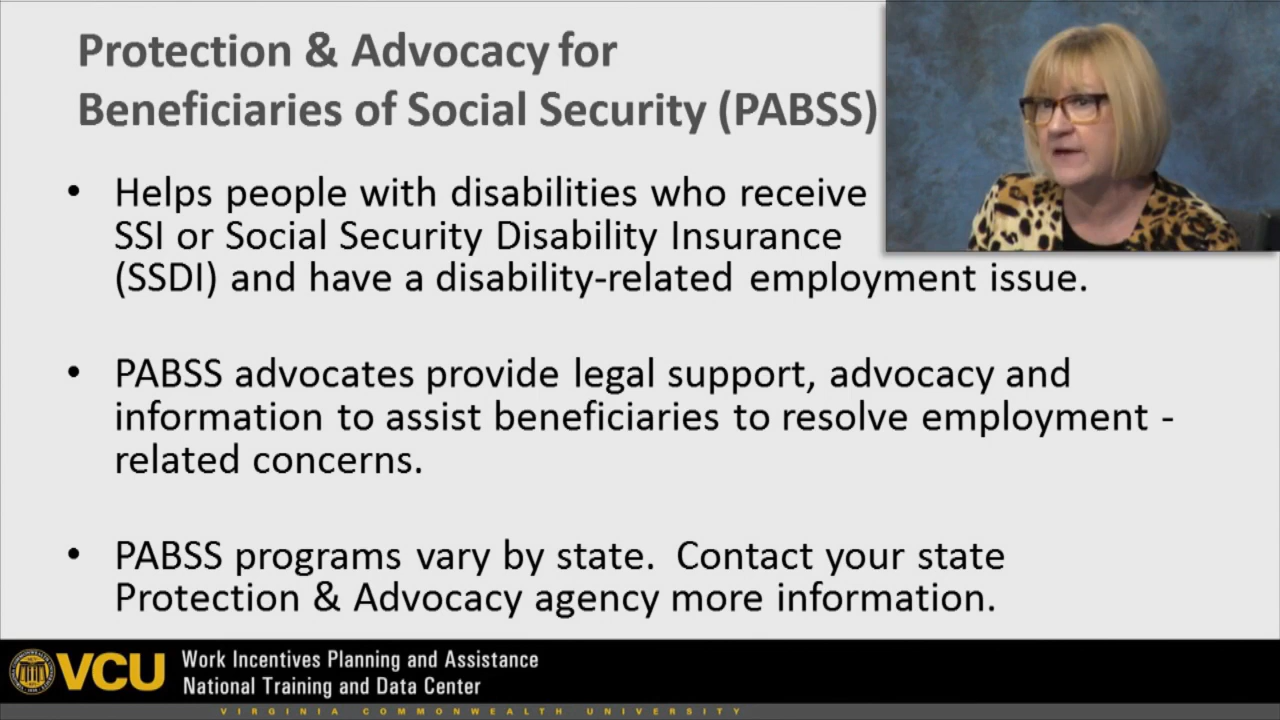 Protection & Advocacy for
Beneficiaries of Social Security (PABSS)
• Helps people with disabilities who receive
SSI or Social Security Disability Insurance
(SSDI) and have a disability-related employment issue.
• PABSS advocates provide legal support, advocacy and
information to assist beneficiaries to resolve employment -
related concerns.
• PABSS programs vary by state. Contact your state
Protection & Advocacy agency more information.
VCU
Work Incentives Planning and Assistance
National Training and Data Center
VIRGINIA COMMONWEALTH UNIVERSITY